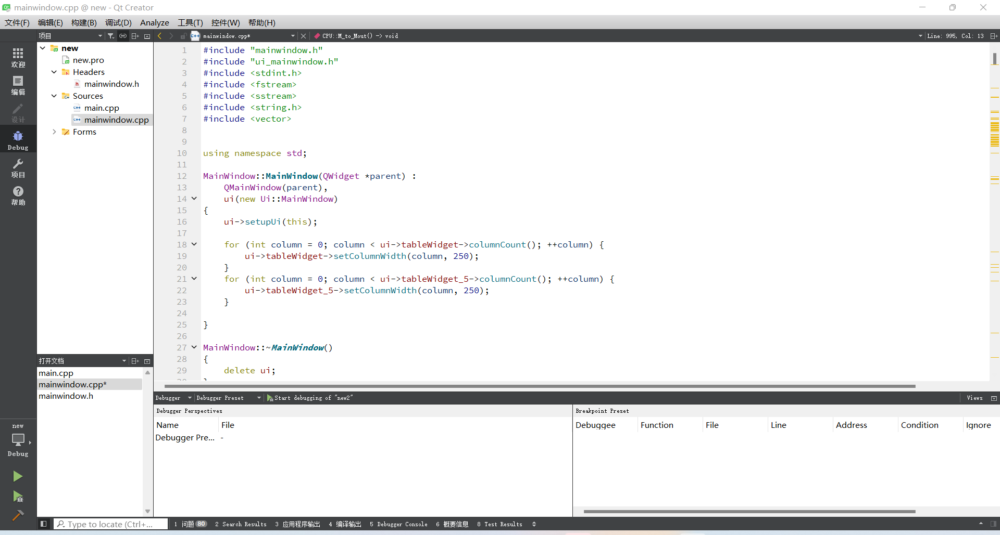 mainwindow.cpp @ new - Qt Creator
文件(F) 编辑(E) 构建(B) 调试(D) Analyze 工具(T) 控件(W) 帮助(H)
项目
mainwindow.cpp*
CPU::M_to_Mout() -> void
Line: 995, Col: 13
欢迎
编辑
设计
Debug
项目
帮助
new
new.pro
Headers
mainwindow.h
Sources
main.cpp
mainwindow.cpp
Forms
打开文档
main.cpp
mainwindow.cpp*
mainwindow.h
new
Debug
1 #include "mainwindow.h"
2 #include "ui_mainwindow.h"
3 #include <stdint.h>
4 #include <fstream>
5 #include <sstream>
6 #include <string.h>
7 #include <vector>
8
9
10 using namespace std;
11
12 MainWindow::MainWindow(QWidget *parent) :
13     QMainWindow(parent),
14     ui(new Ui::MainWindow)
15 {
16     ui->setupUi(this);
17
18     for (int column = 0; column < ui->tableWidget->columnCount(); ++column) {
19         ui->tableWidget->setColumnWidth(column, 250);
20     }
21     for (int column = 0; column < ui->tableWidget_5->columnCount(); ++column) {
22         ui->tableWidget_5->setColumnWidth(column, 250);
23     }
24
25 }
26
27 MainWindow::~MainWindow()
28 {
29     delete ui;
Debugger Debugger Preset Start debugging of "new2" Views
Debugger Perspectives
Name File
Debugger Pre... -
Breakpoint Preset
Debuggee Function File Line Address Condition Ignore
Type to locate (Ctrl+...
1 问题 80 2 Search Results 3 应用程序输出 4 编译输出 5 Debugger Console 6 概要信息 8 Test Results